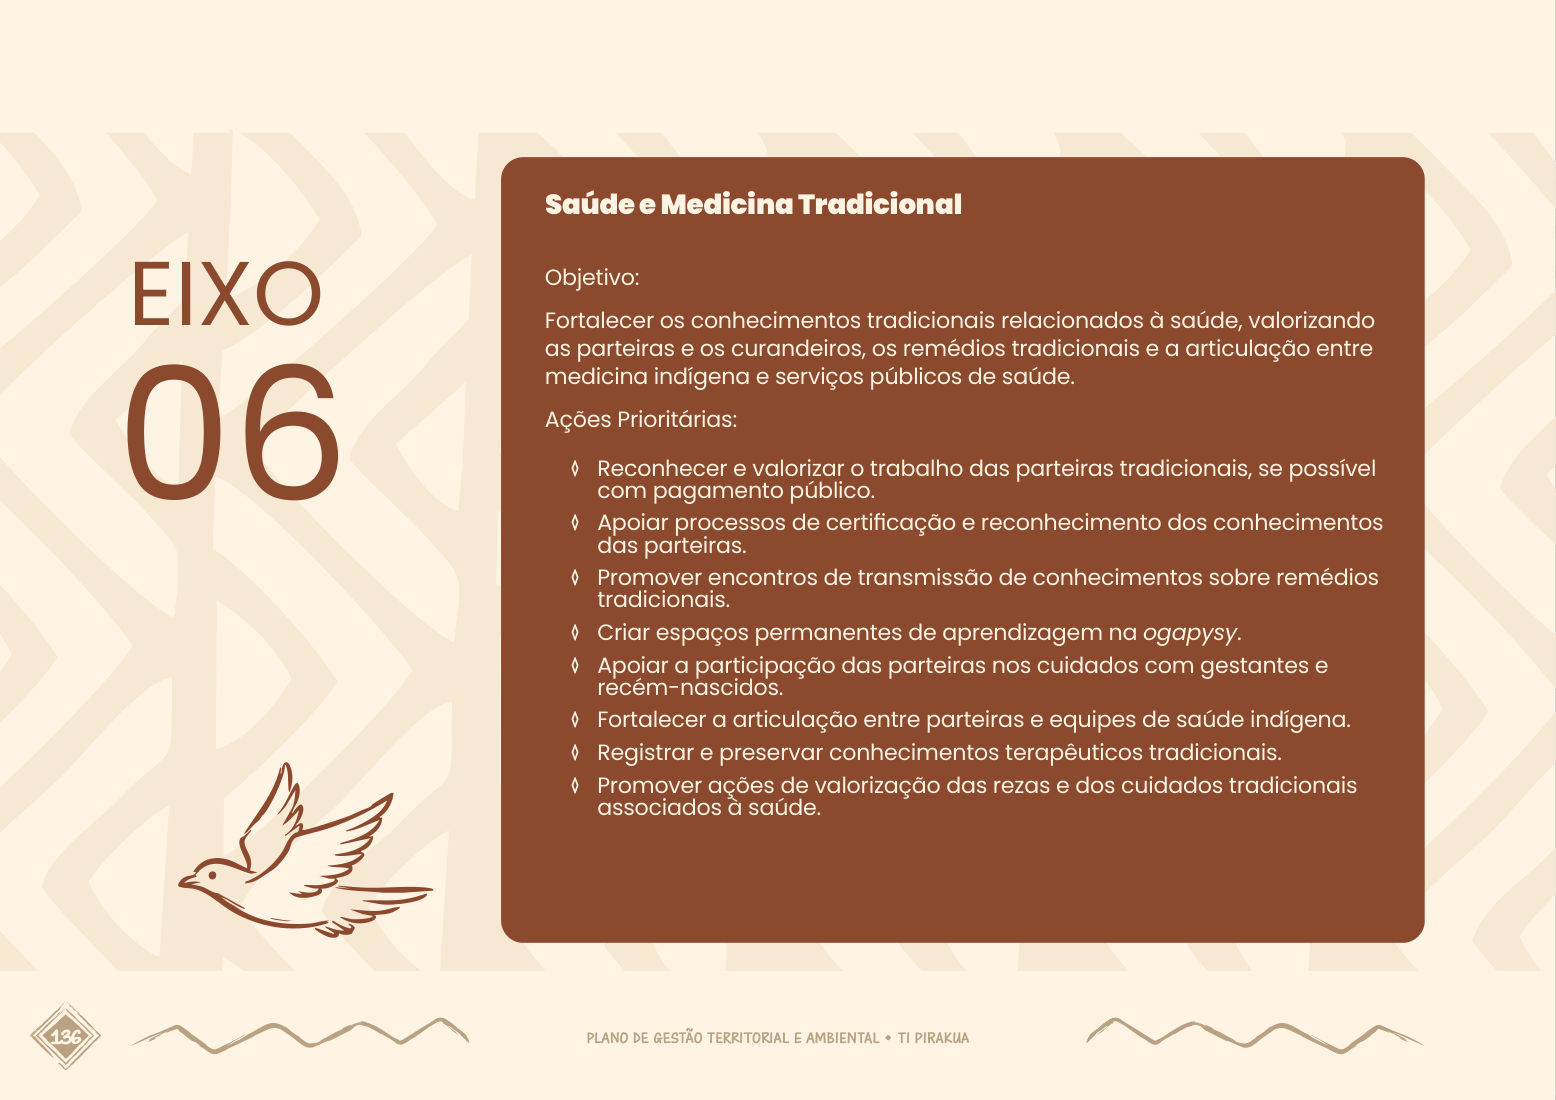 EIXO
06
Saúde e Medicina Tradicional
Objetivo:
Fortalecer os conhecimentos tradicionais relacionados à saúde, valorizando
as parteiras e os curandeiros, os remédios tradicionais e a articulação entre
medicina indígena e serviços públicos de saúde.
Ações Prioritárias:
◊ Reconhecer e valorizar o trabalho das parteiras tradicionais, se possível
com pagamento público.
◊ Apoiar processos de certificação e reconhecimento dos conhecimentos
das parteiras.
◊ Promover encontros de transmissão de conhecimentos sobre remédios
tradicionais.
◊ Criar espaços permanentes de aprendizagem na ogapysy.
◊ Apoiar a participação das parteiras nos cuidados com gestantes e
recém-nascidos.
◊ Fortalecer a articulação entre parteiras e equipes de saúde indígena.
◊ Registrar e preservar conhecimentos terapêuticos tradicionais.
◊ Promover ações de valorização das rezas e dos cuidados tradicionais
associados à saúde.
136
PLANO DE GESTÃO TERRITORIAL E AMBIENTAL • TI PIRAKUA